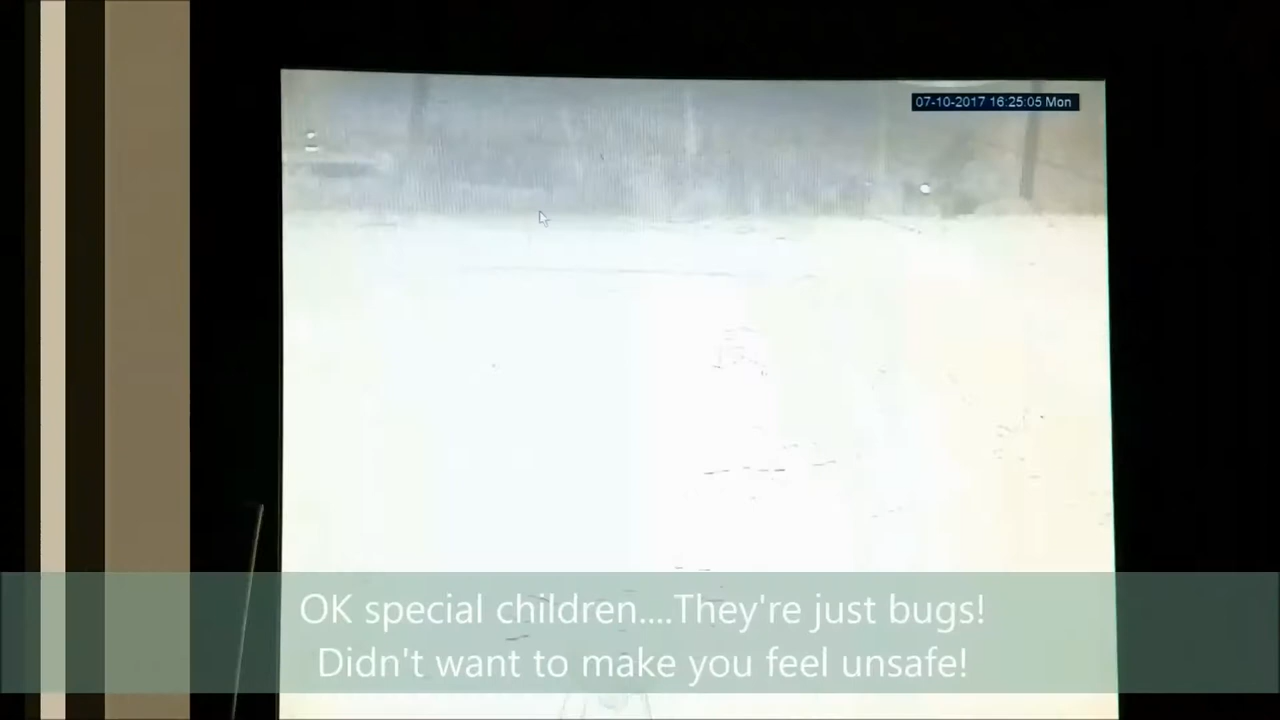 07-10-2017 16:25:05 Mon
OK special children....They're just bugs!
Didn't want to make you feel unsafe!